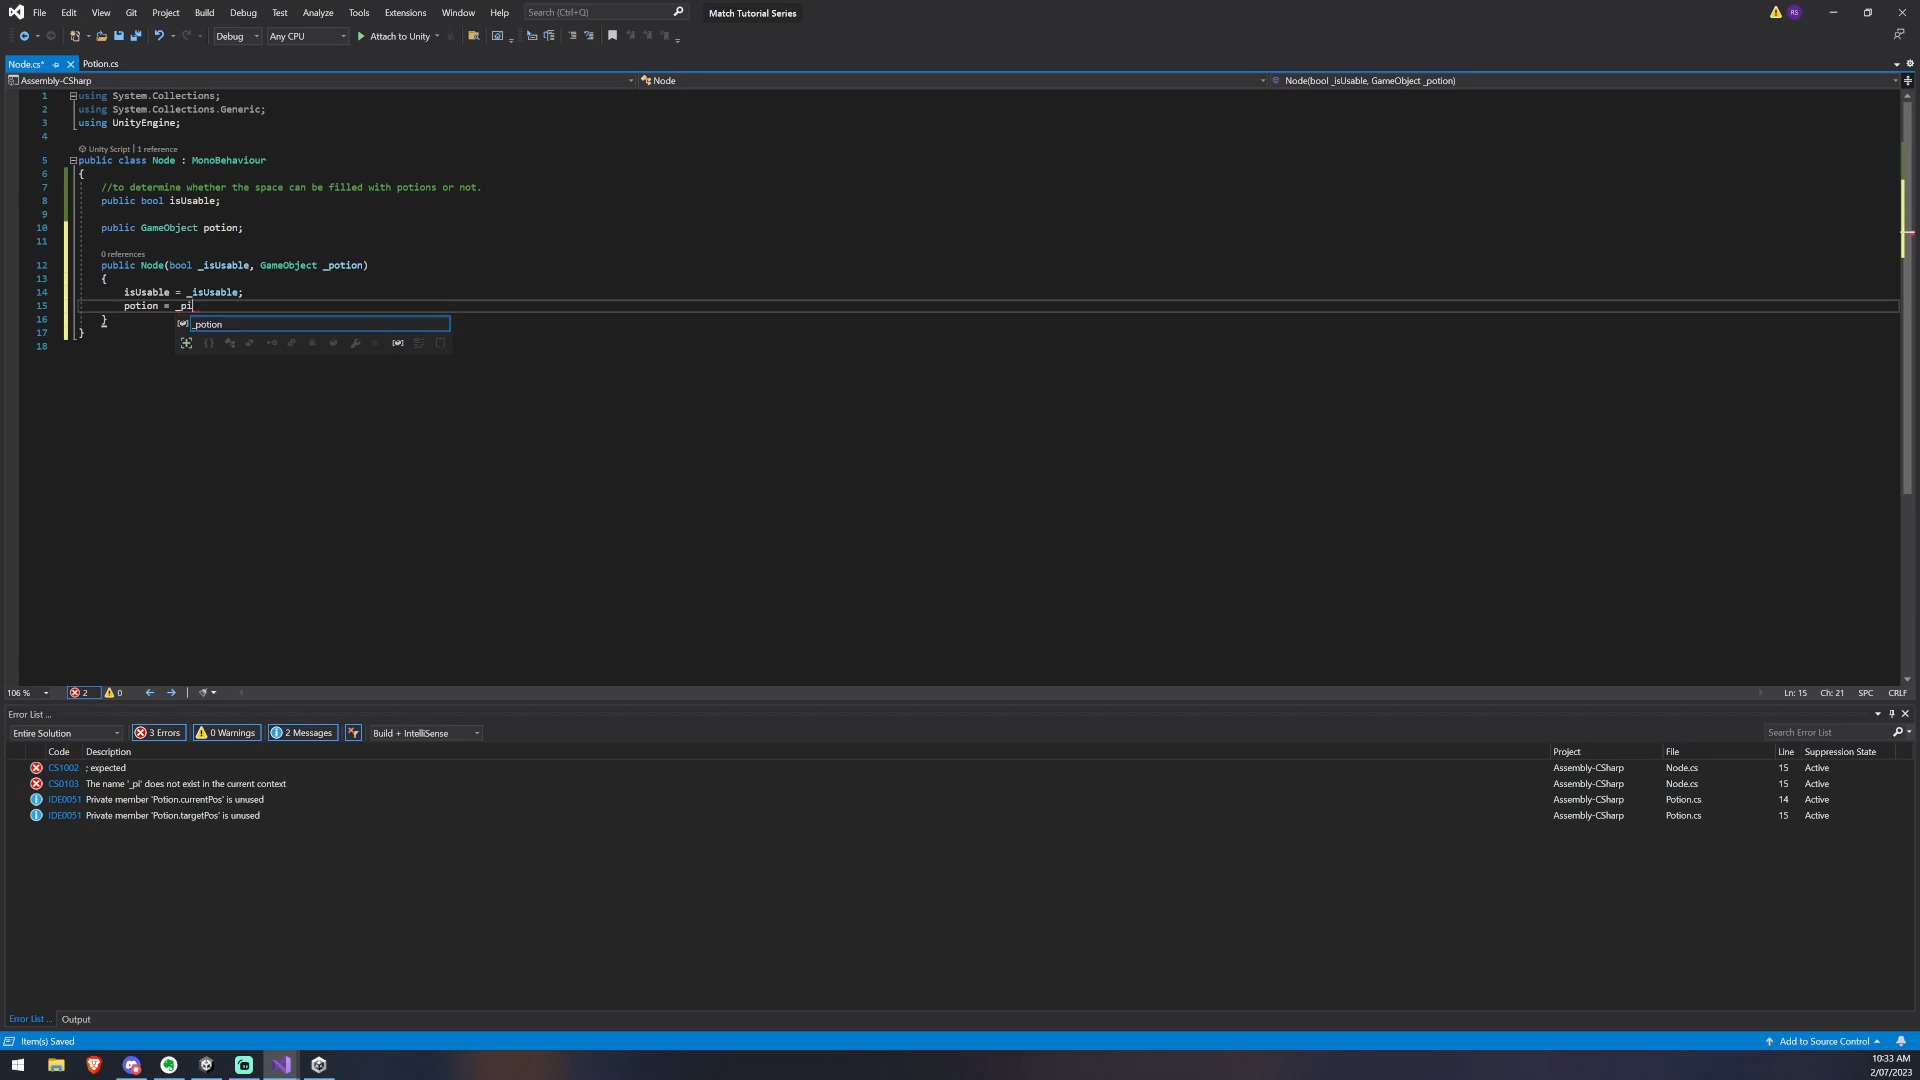 File Edit View Git Project Build Debug Test Analyze Tools Extensions Window Help Search (Ctrl+Q) Match Tutorial Series RS
Debug Any CPU Attach to Unity
Node.cs* Potion.cs
Assembly-CSharp Node Node(bool _isUsable, GameObject _potion)
1 using System.Collections;
2 using System.Collections.Generic;
3 using UnityEngine;
4
Unity Script | 1 reference
5 public class Node : MonoBehaviour
6 {
7 //to determine whether the space can be filled with potions or not.
8 public bool isUsable;
9
10 public GameObject potion;
11
0 references
12 public Node(bool _isUsable, GameObject _potion)
13 {
14 isUsable = _isUsable;
15 potion = _pi
16 }
_potion
17 }
18
106 % 2 0 Ln: 15 Ch: 21 SPC CRLF
Error List ...
Entire Solution 3 Errors 0 Warnings 2 Messages Build + IntelliSense Search Error List
Code Description Project File Line Suppression State
CS1002 ; expected Assembly-CSharp Node.cs 15 Active
CS0103 The name '_pi' does not exist in the current context Assembly-CSharp Node.cs 15 Active
IDE0051 Private member 'Potion.currentPos' is unused Assembly-CSharp Potion.cs 14 Active
IDE0051 Private member 'Potion.targetPos' is unused Assembly-CSharp Potion.cs 15 Active
Error List ... Output
Item(s) Saved Add to Source Control
10:33 AM
2/07/2023